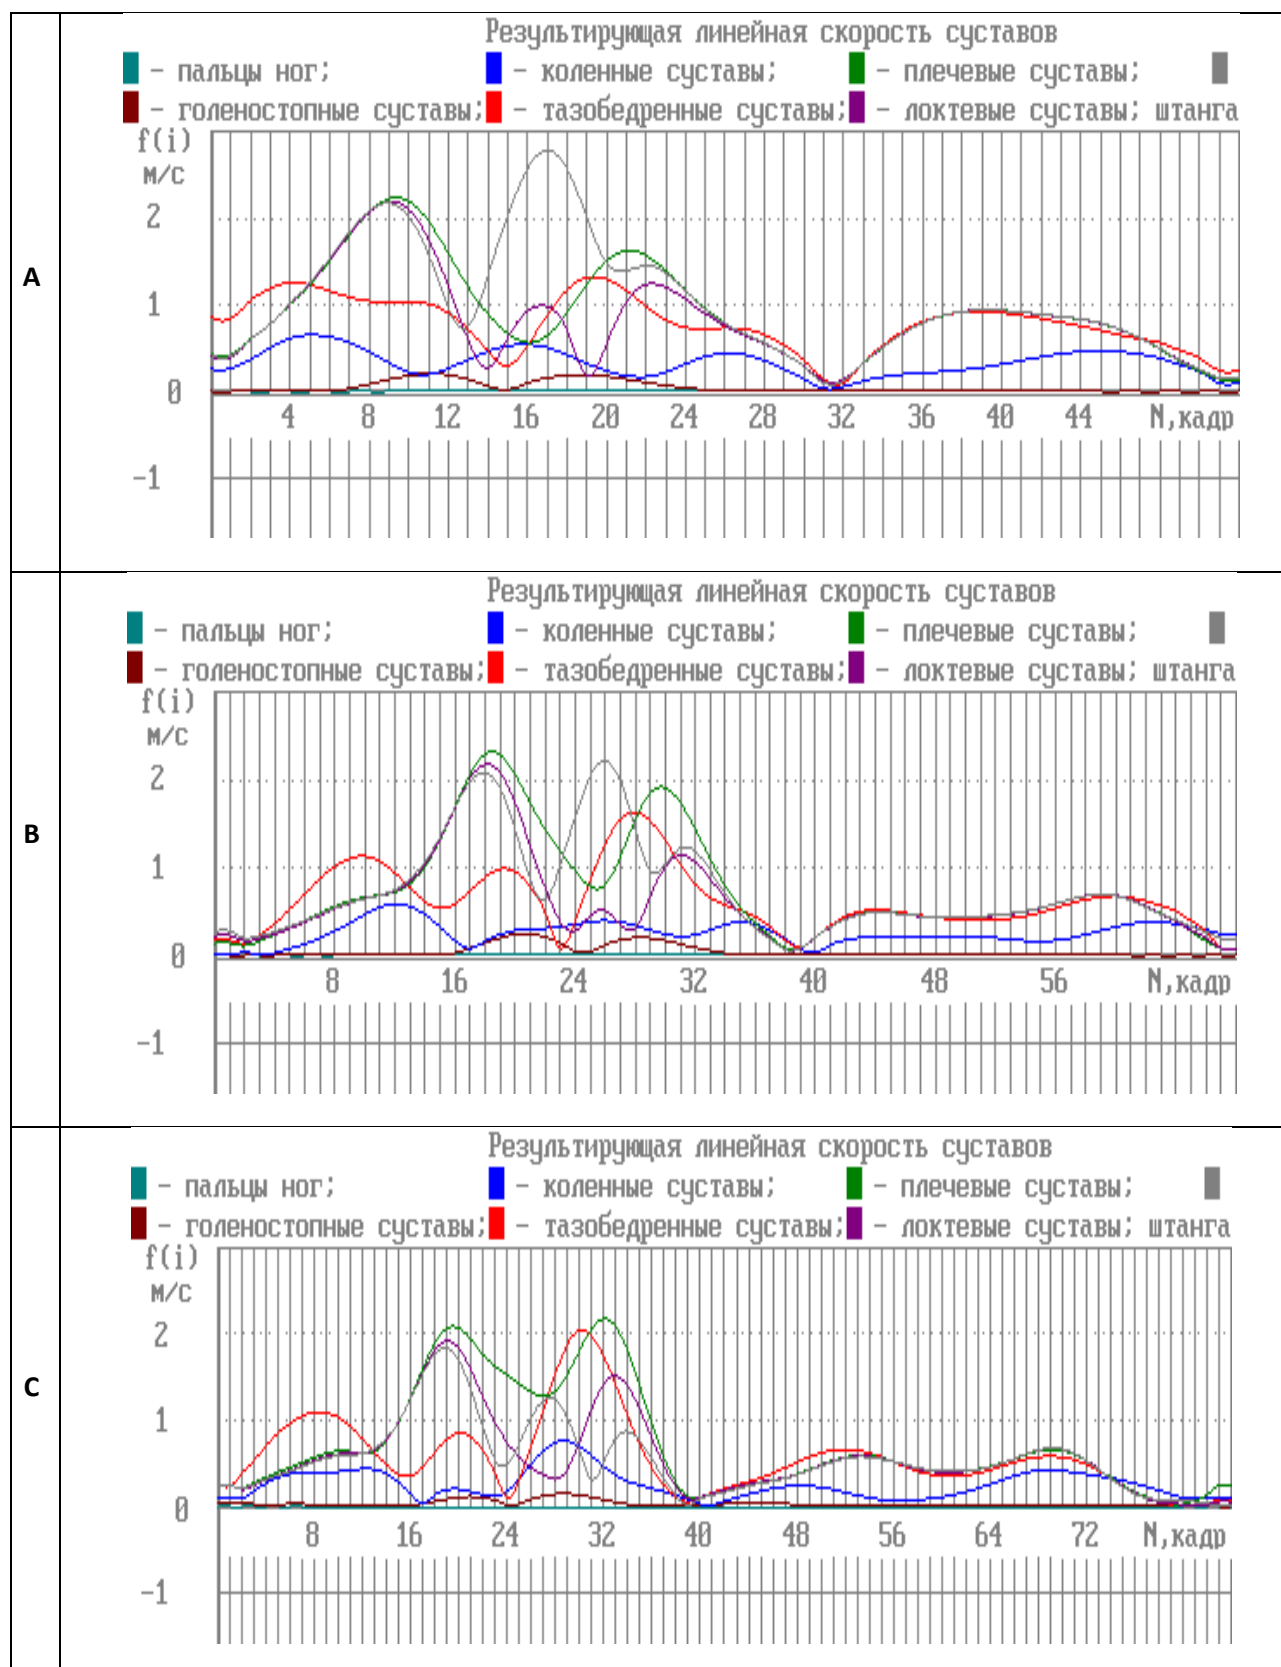 A
Результирующая линейная скорость суставов
– пальцы ног; – коленные суставы; – плечевые суставы;
– голеностопные суставы; – тазобедренные суставы; – локтевые суставы; штанга
f(i)
М/С
2
1
0
4 8 12 16 20 24 28 32 36 40 44 N,кадр
-1
B
Результирующая линейная скорость суставов
– пальцы ног; – коленные суставы; – плечевые суставы;
– голеностопные суставы; – тазобедренные суставы; – локтевые суставы; штанга
f(i)
М/С
2
1
0
8 16 24 32 40 48 56 N,кадр
-1
C
Результирующая линейная скорость суставов
– пальцы ног; – коленные суставы; – плечевые суставы;
– голеностопные суставы; – тазобедренные суставы; – локтевые суставы; штанга
f(i)
М/С
2
1
0
8 16 24 32 40 48 56 64 72 N,кадр
-1